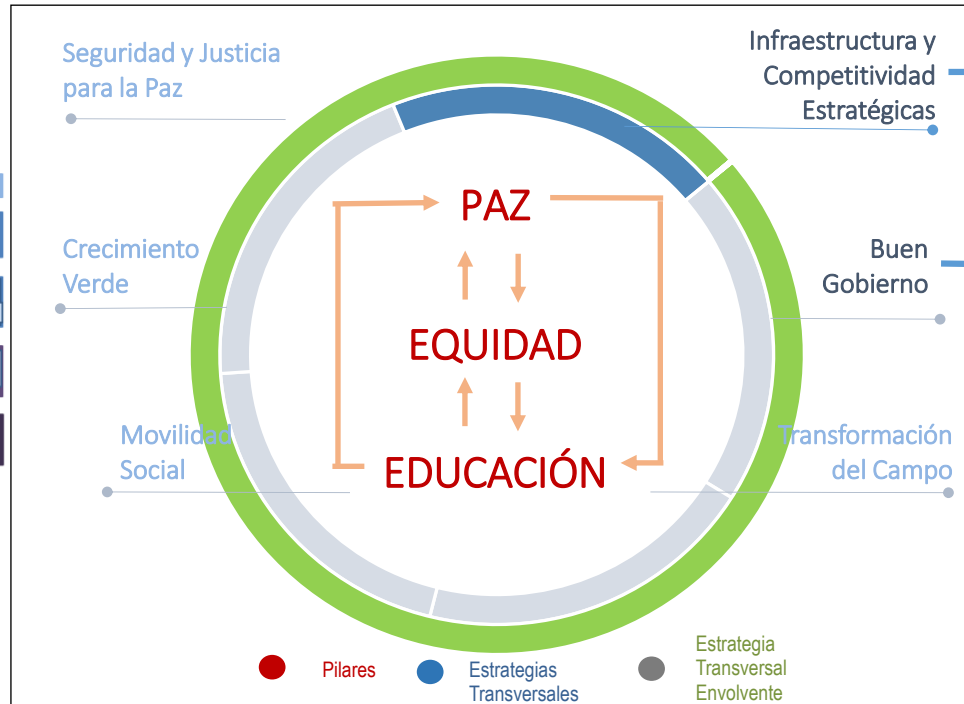 Seguridad y Justicia
para la Paz
Infraestructura y
Competitividad
Estratégicas
PAZ
Crecimiento
Verde
Buen
Gobierno
EQUIDAD
Movilidad
Social
EDUCACIÓN
Transformación
del Campo
Pilares
Estrategias
Transversales
Estrategia
Transversal
Envolvente